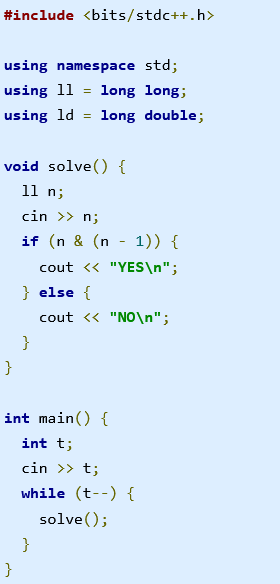 #include <bits/stdc++.h>

using namespace std;
using ll = long long;
using ld = long double;

void solve() {
  ll n;
  cin >> n;
  if (n & (n - 1)) {
    cout << "YES\n";
  } else {
    cout << "NO\n";
  }
}

int main() {
  int t;
  cin >> t;
  while (t--) {
    solve();
  }
}